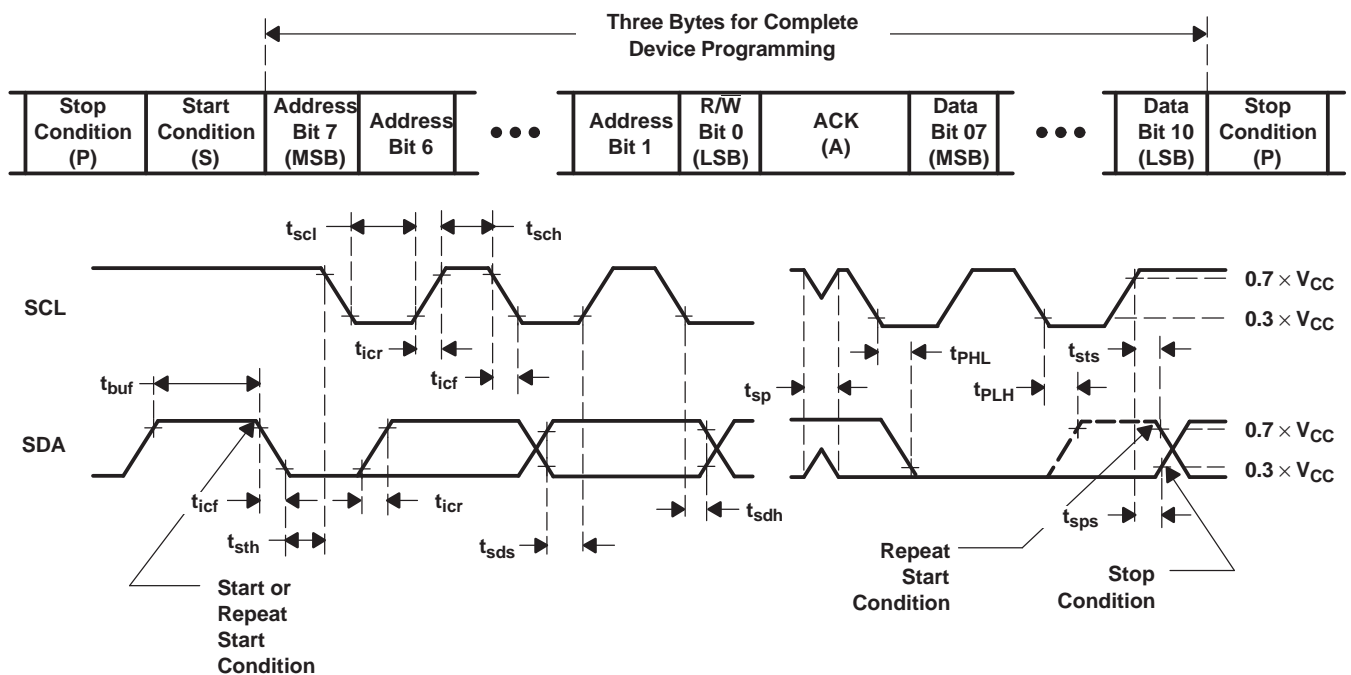 Three Bytes for Complete
Device Programming
Stop
Condition
(P)
Start
Condition
(S)
Address
Bit 7
(MSB)
Address
Bit 6
•••
Address
Bit 1
R/W̅
Bit 0
(LSB)
ACK
(A)
Data
Bit 07
(MSB)
•••
Data
Bit 10
(LSB)
Stop
Condition
(P)
tscl
tsch
SCL
0.7 × VCC
0.3 × VCC
ticr
ticf
tPHL
tsts
tbuf
tsp
tPLH
SDA
0.7 × VCC
0.3 × VCC
ticf
ticr
tsth
tsds
tsdh
tsps
Start or
Repeat
Start
Condition
Repeat
Start
Condition
Stop
Condition